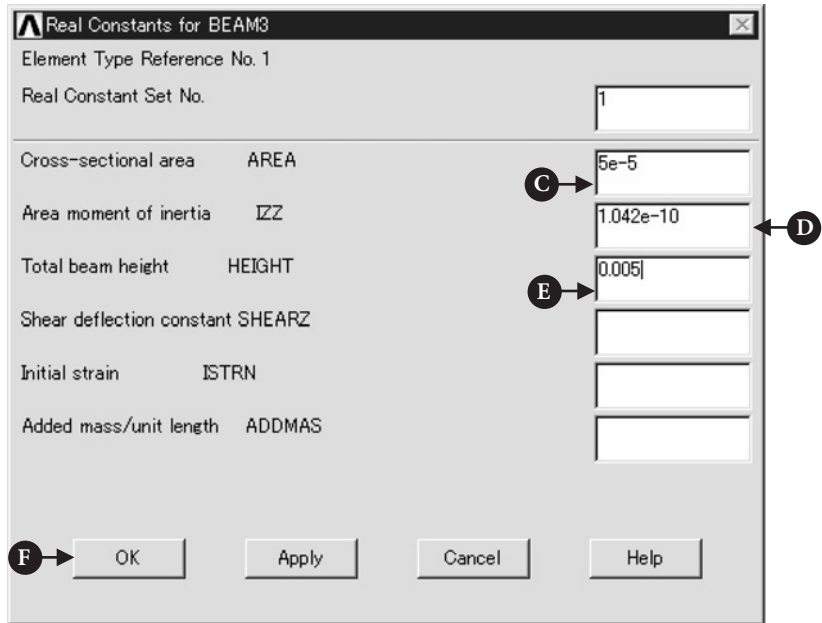 Real Constants for BEAM3
Element Type Reference No. 1
Real Constant Set No. 1
Cross-sectional area AREA C 5e-5
Area moment of inertia IZZ 1.042e-10 D
Total beam height HEIGHT E 0.005
Shear deflection constant SHEARZ
Initial strain ISTRN
Added mass/unit length ADDMAS
F OK Apply Cancel Help